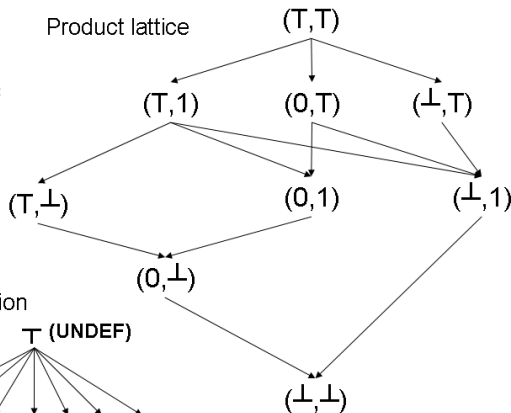 Product lattice
(T,T)
(T,1) (0,T) (⊥,T)
(T,⊥) (0,1) (⊥,1)
(0,⊥)
T (UNDEF)
(⊥,⊥)